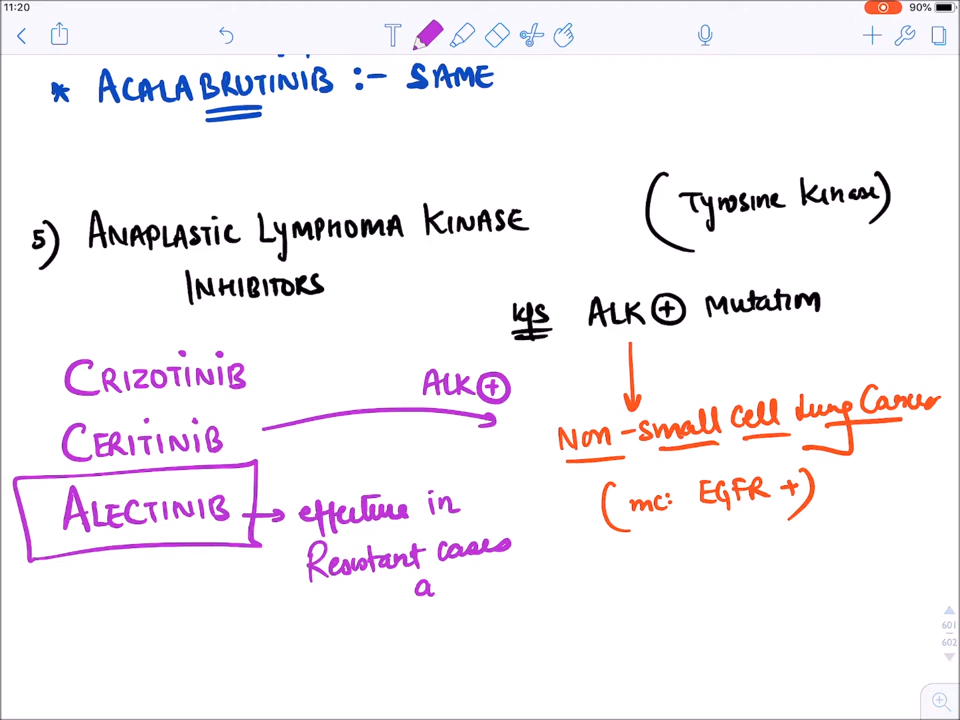 11:20
90%
T
* ACALABRUTINIB :- SAME
(Tyrosine Kinase)
5) ANAPLASTIC LYMPHOMA KINASE
INHIBITORS
ALK + Mutation
CRIZOTINIB
ALK +
CERITINIB
Non-small Cell Lung Cancer
(mc: EGFR +)
ALECTINIB → effective in
Resistant cases
a
601
602